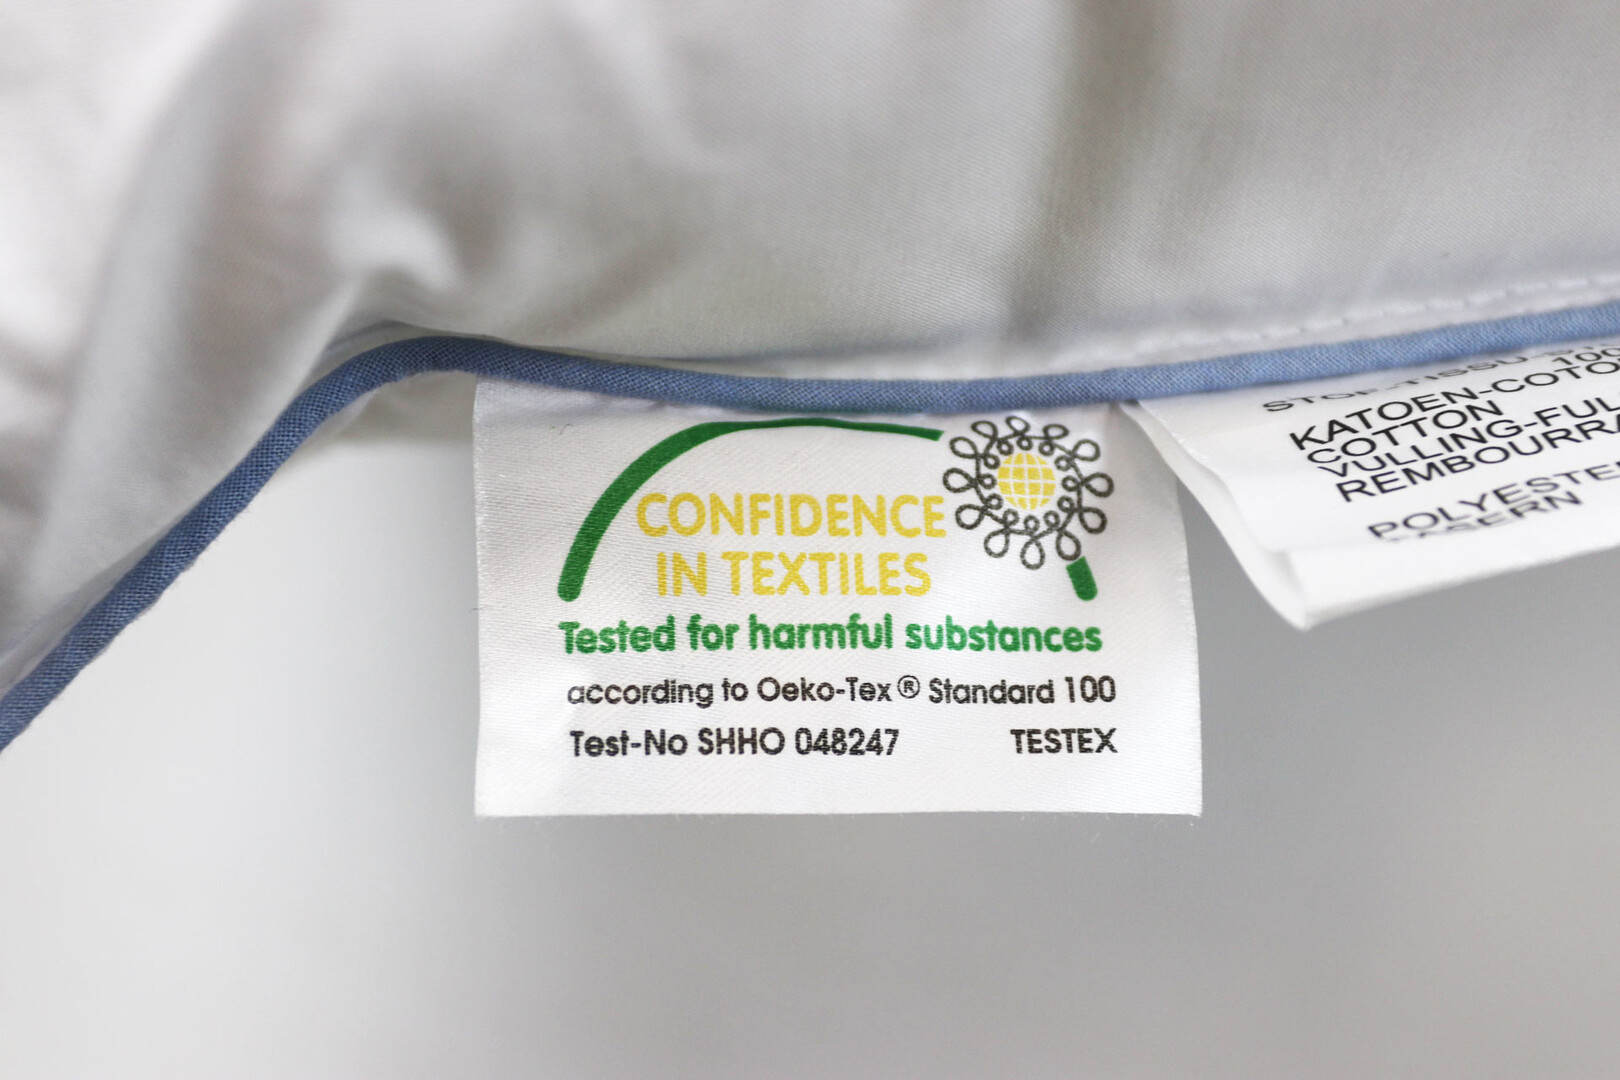 CONFIDENCE
IN TEXTILES
Tested for harmful substances
according to Oeko-Tex® Standard 100
Test-No SHHO 048247 TESTEX
KATOEN-COTO
COTTON
VULLING-FUL
REMBOURRA
POLYESTE